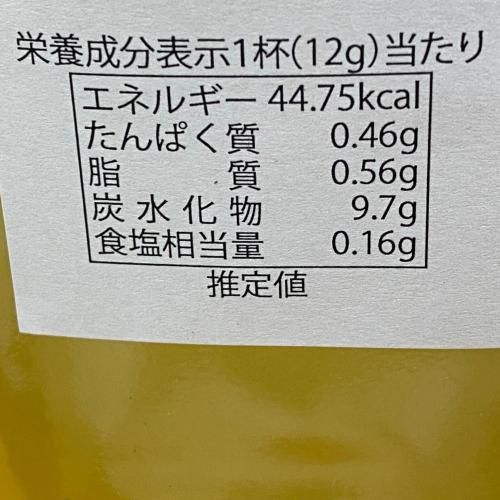 栄養成分表示1杯(12g)当たり
エネルギー 44.75kcal
たんぱく質 0.46g
脂質 0.56g
炭水化物 9.7g
食塩相当量 0.16g
推定値